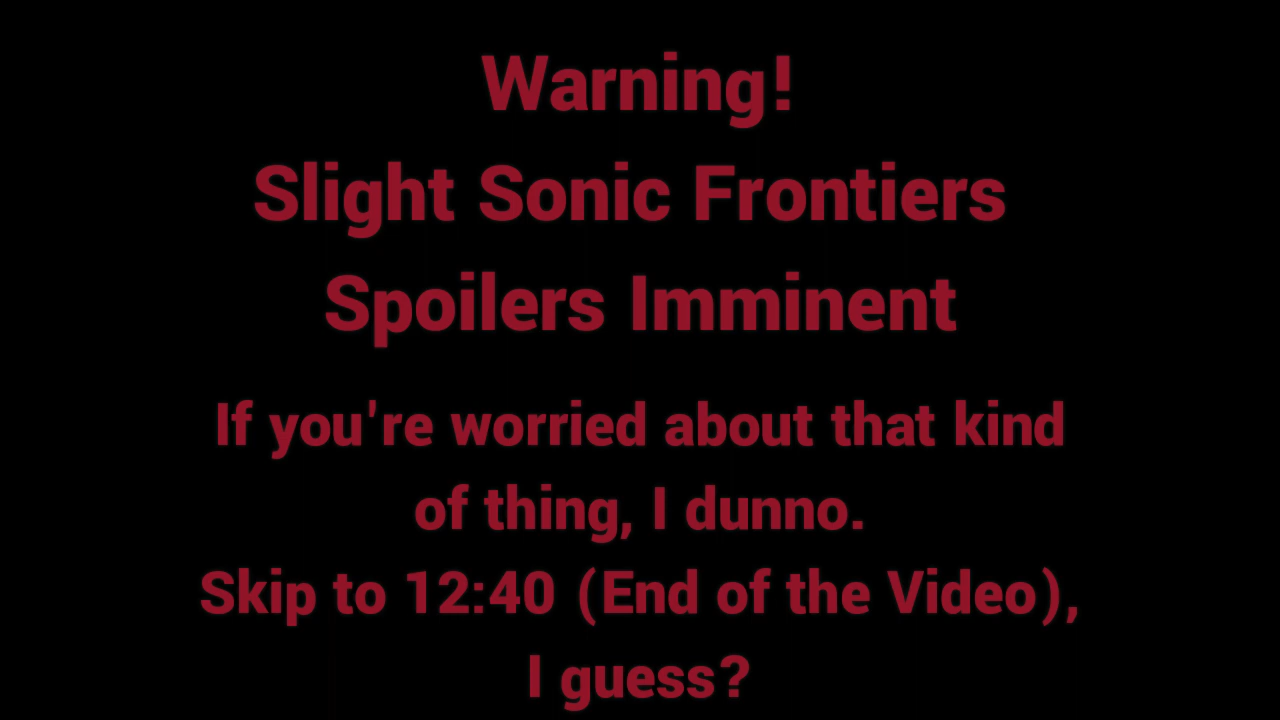 Warning!
Slight Sonic Frontiers
Spoilers Imminent
If you're worried about that kind
of thing, I dunno.
Skip to 12:40 (End of the Video),
I guess?